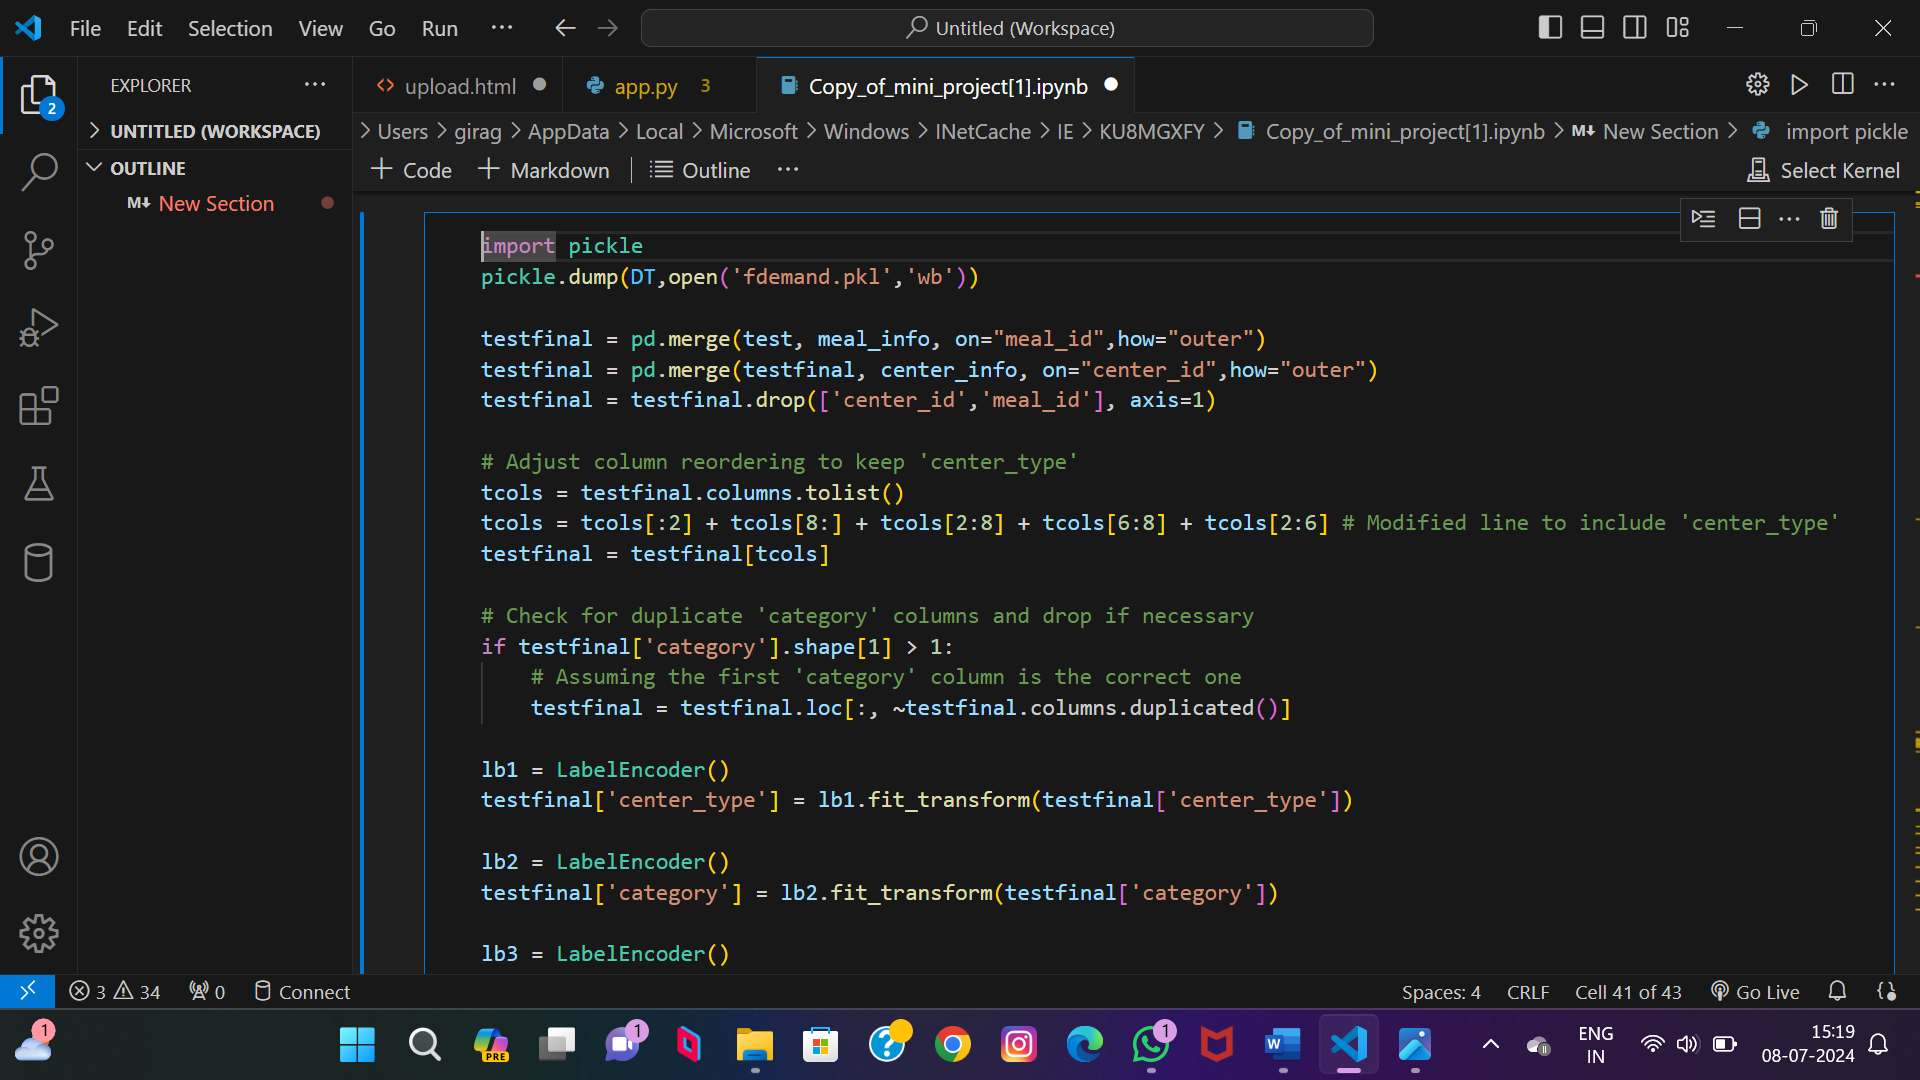 File Edit Selection View Go Run ··· Untitled (Workspace)
EXPLORER ···
upload.html
app.py 3
Copy_of_mini_project[1].ipynb
2
UNTITLED (WORKSPACE)
> Users > girag > AppData > Local > Microsoft > Windows > INetCache > IE > KU8MGXFY > Copy_of_mini_project[1].ipynb > M↓ New Section > import pickle
OUTLINE
+ Code + Markdown | Outline ··· Select Kernel
M↓ New Section
import pickle
pickle.dump(DT,open('fdemand.pkl','wb'))
testfinal = pd.merge(test, meal_info, on="meal_id",how="outer")
testfinal = pd.merge(testfinal, center_info, on="center_id",how="outer")
testfinal = testfinal.drop(['center_id','meal_id'], axis=1)
# Adjust column reordering to keep 'center_type'
tcols = testfinal.columns.tolist()
tcols = tcols[:2] + tcols[8:] + tcols[2:8] + tcols[6:8] + tcols[2:6] # Modified line to include 'center_type'
testfinal = testfinal[tcols]
# Check for duplicate 'category' columns and drop if necessary
if testfinal['category'].shape[1] > 1:
# Assuming the first 'category' column is the correct one
testfinal = testfinal.loc[:, ~testfinal.columns.duplicated()]
lb1 = LabelEncoder()
testfinal['center_type'] = lb1.fit_transform(testfinal['center_type'])
lb2 = LabelEncoder()
testfinal['category'] = lb2.fit_transform(testfinal['category'])
lb3 = LabelEncoder()
3 34 0 Connect Spaces: 4 CRLF Cell 41 of 43 Go Live
1 PRE 1 1 W
ENG
IN
15:19
08-07-2024